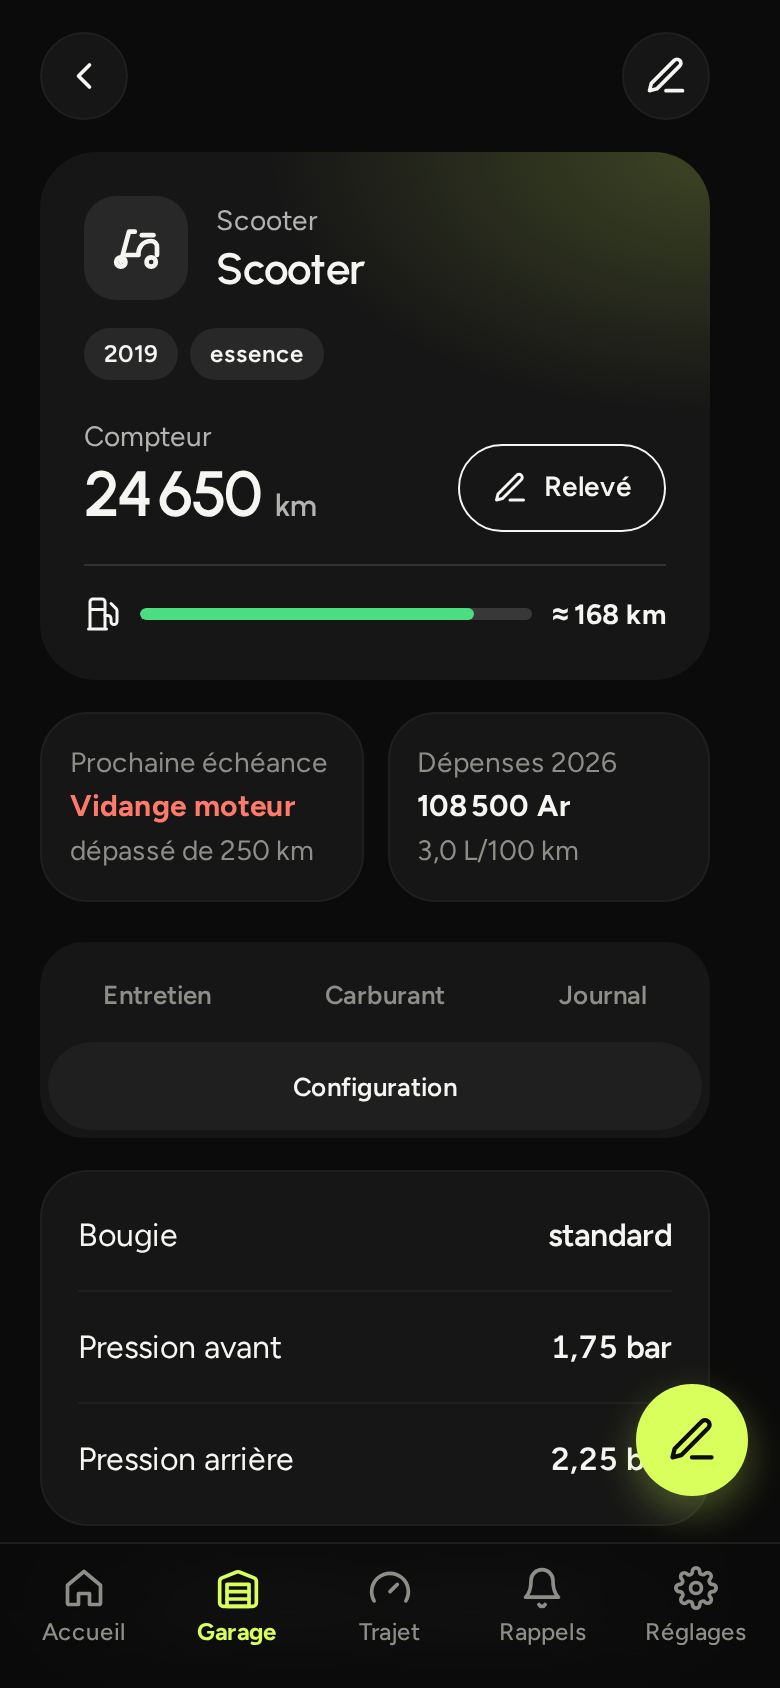 Scooter
Scooter
2019 essence
Compteur
24 650 km
Relevé
≈ 168 km
Prochaine échéance
Vidange moteur
dépassé de 250 km
Dépenses 2026
108 500 Ar
3,0 L/100 km
Entretien Carburant Journal
Configuration
Bougie standard
Pression avant 1,75 bar
Pression arrière 2,25
Accueil Garage Trajet Rappels Réglages